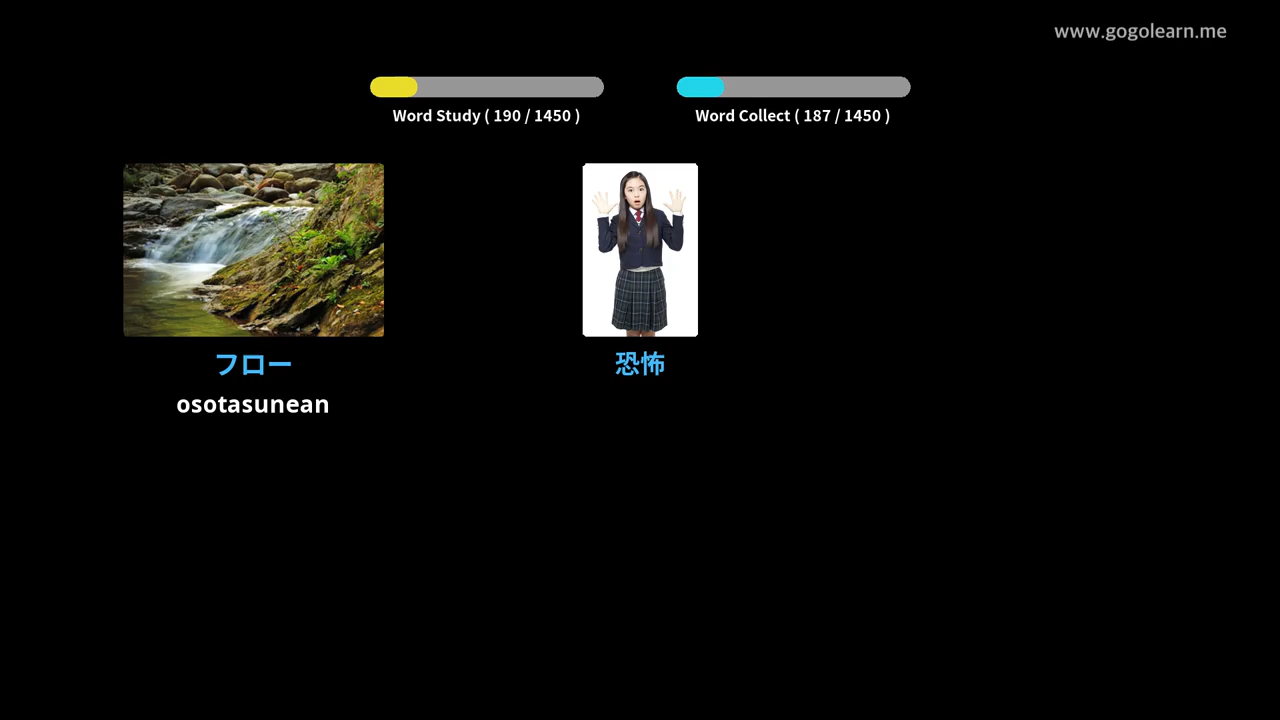 www.gogolearn.me
Word Study ( 190 / 1450 )
Word Collect ( 187 / 1450 )
フロー
恐怖
osotasunean